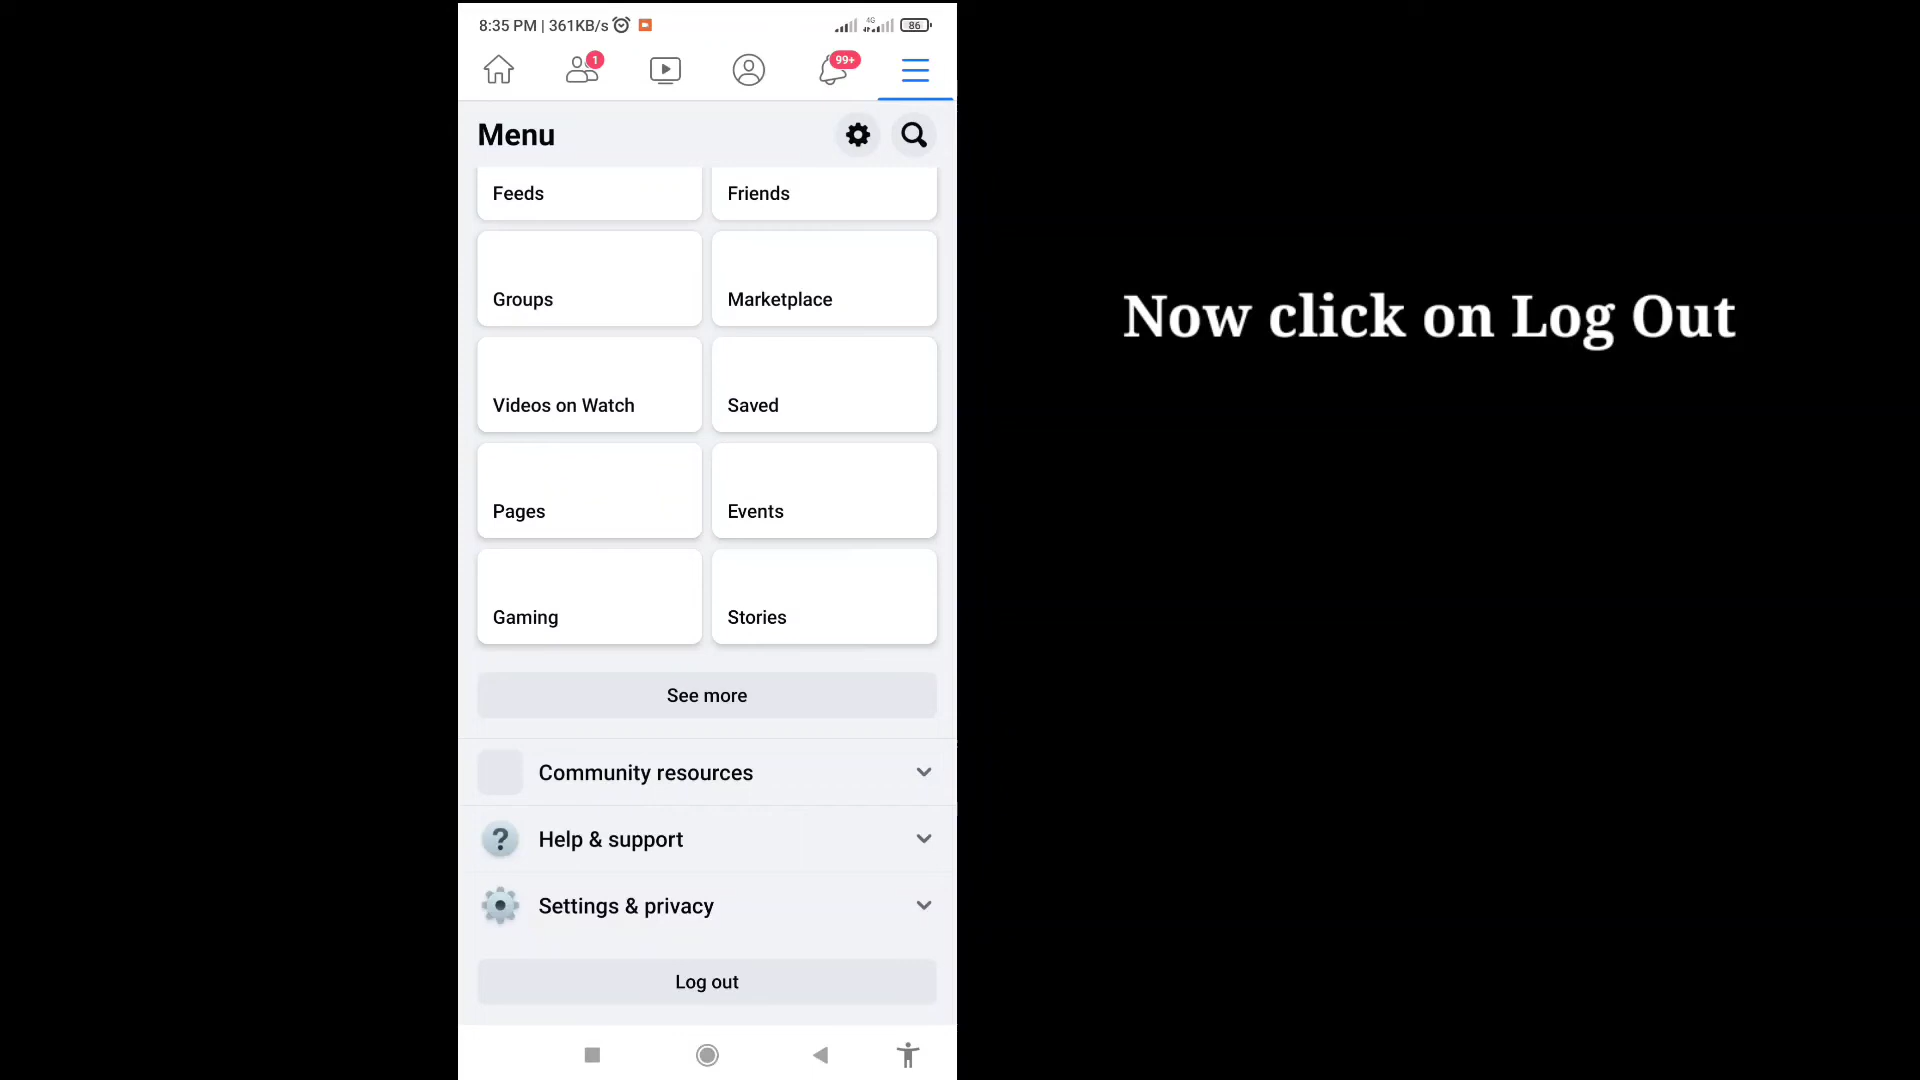 8:35 PM | 361KB/s
4G
86
1
99+
Menu
Feeds
Friends
Groups
Marketplace
Videos on Watch
Saved
Pages
Events
Gaming
Stories
See more
Community resources
? Help & support
Settings & privacy
Log out
Now click on Log Out